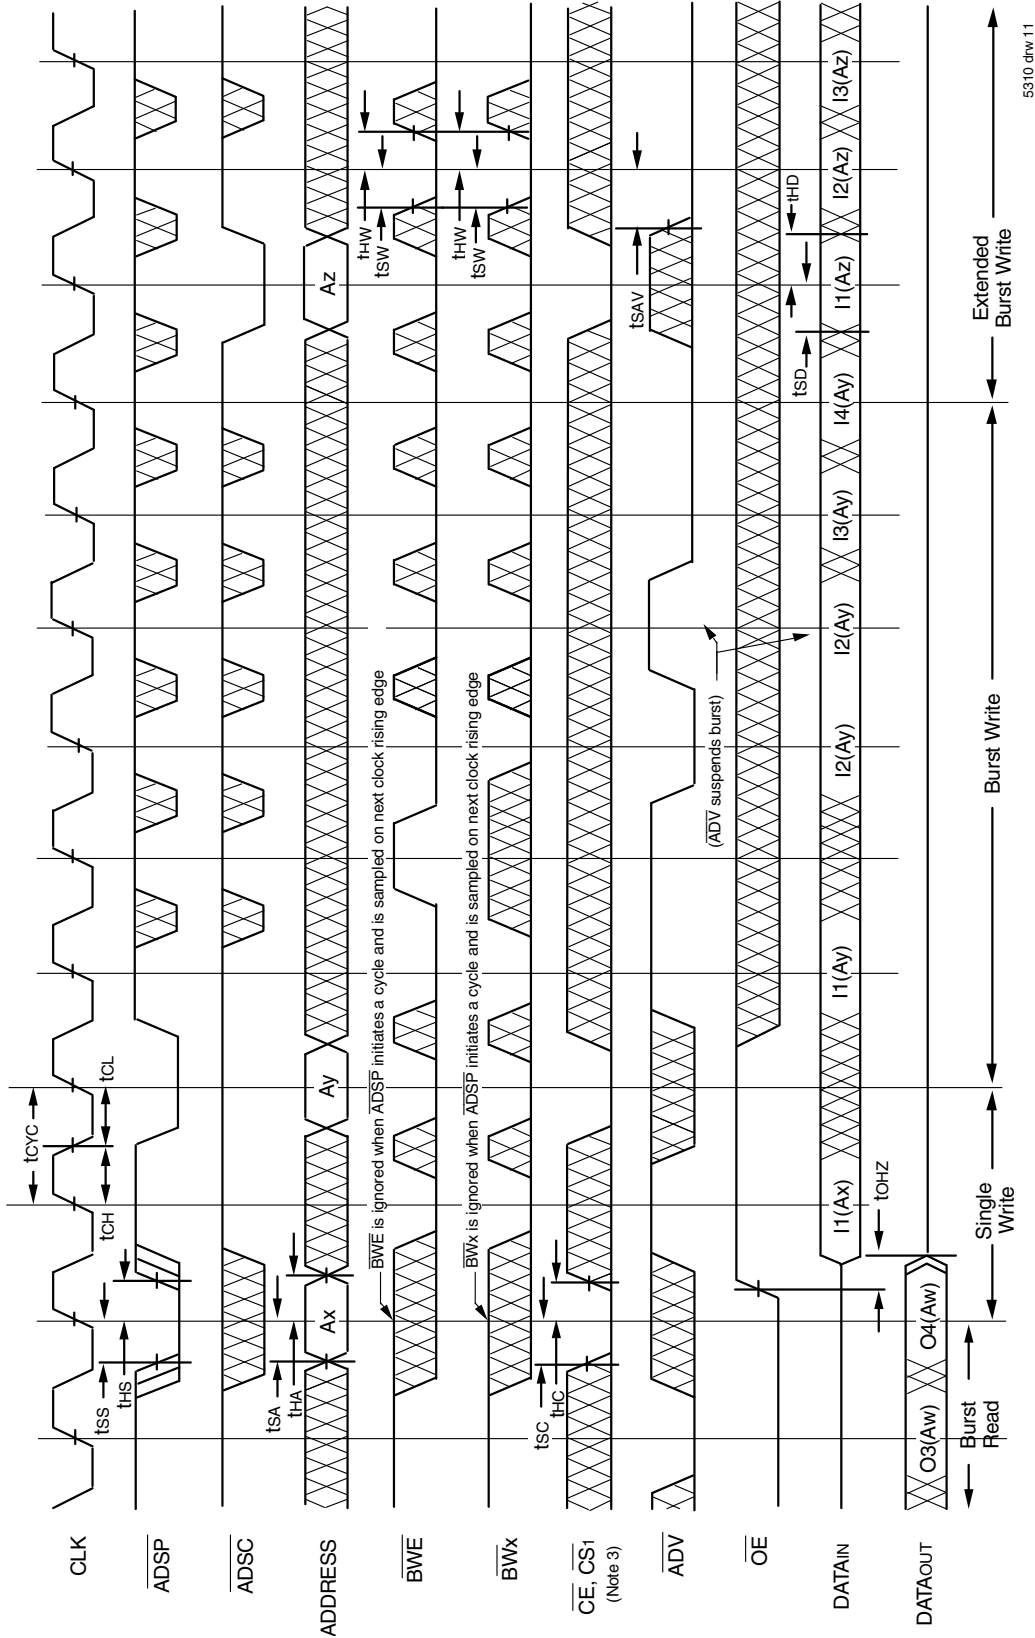 CLK
tCYC
tCH
tCL
ADSP
tSS
tHS
ADSC
ADDRESS
tSA
tHA
Ax
Ay
Az
BWE
BWE is ignored when ADSP initiates a cycle and is sampled on next clock rising edge
tHW
tSW
BWx
BWx is ignored when ADSP initiates a cycle and is sampled on next clock rising edge
tHW
tSW
CE, CS1
(Note 3)
tSC
tHC
ADV
tSAV
(ADV suspends burst)
OE
DATAIN
tSD
tHD
I1(Ax)
I1(Ay)
I2(Ay)
I2(Ay)
I3(Ay)
I4(Ay)
I1(Az)
I2(Az)
I3(Az)
tOHZ
DATAOUT
O3(Aw)
O4(Aw)
Burst
Read
Single
Write
Burst Write
Extended
Burst Write
5310 drw 11